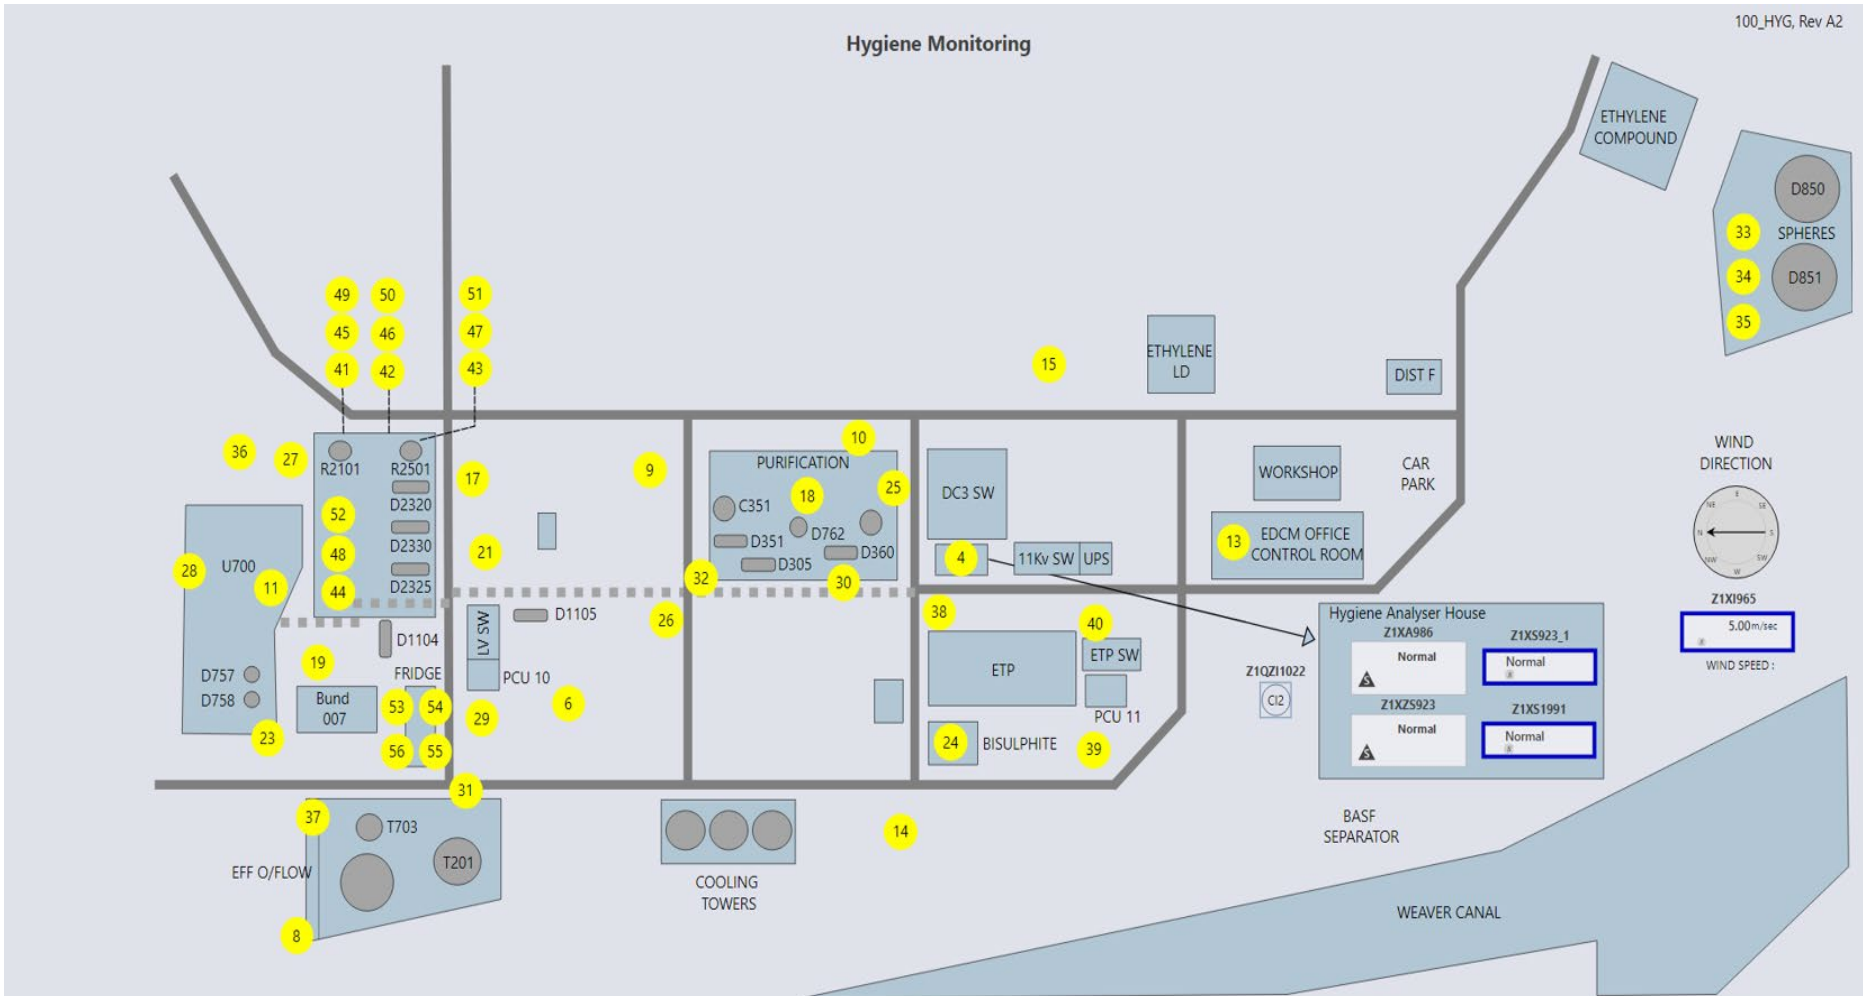 100_HYG, Rev A2
Hygiene Monitoring
ETHYLENE
COMPOUND
D850
33
SPHERES
34
D851
35
49
50
51
45
46
47
41
42
43
15
ETHYLENE
LD
DIST F
36
27
R2101
R2501
D2320
52
D2330
48
D2325
44
17
9
21
10
PURIFICATION
18
25
C351
D762
D351
D360
D305
32
30
DC3 SW
4
11Kv SW
UPS
WORKSHOP
CAR
PARK
13
EDCM OFFICE
CONTROL ROOM
WIND
DIRECTION
E
NE
SE
N
S
NW
SW
W
Z1XI965
5.00m/sec
WIND SPEED :
28
U700
11
D757
D758
23
19
D1104
Bund
007
FRIDGE
53
54
56
55
LV SW
PCU 10
D1105
26
6
29
31
38
40
ETP
ETP SW
PCU 11
24
BISULPHITE
39
Z1QZI1022
Cl2
Hygiene Analyser House
Z1XA986
Normal
S
Z1XS923_1
Normal
Z1XZS923
Normal
S
Z1XS1991
Normal
37
T703
T201
EFF O/FLOW
8
COOLING
TOWERS
14
BASF
SEPARATOR
WEAVER CANAL